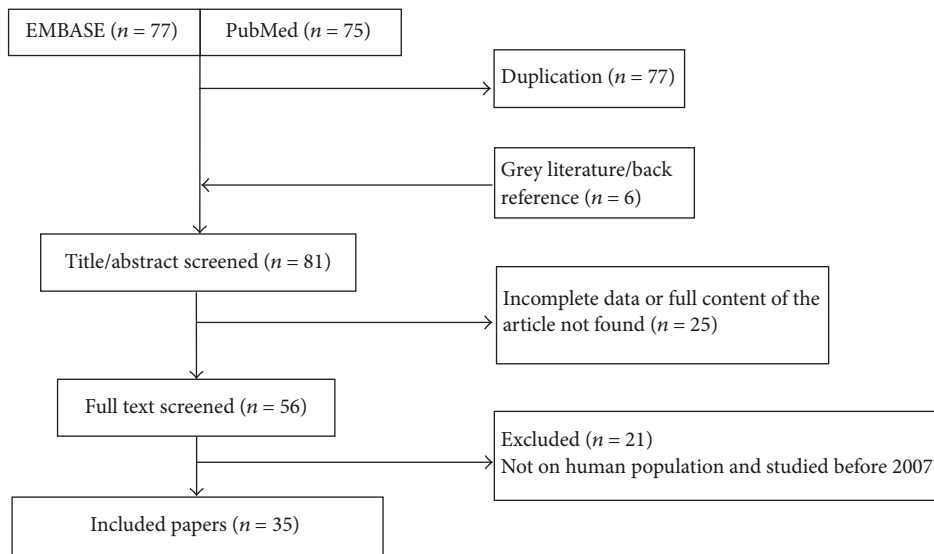 EMBASE (n = 77)
PubMed (n = 75)
Duplication (n = 77)
Grey literature/back
reference (n = 6)
Title/abstract screened (n = 81)
Incomplete data or full content of the
article not found (n = 25)
Full text screened (n = 56)
Excluded (n = 21)
Not on human population and studied before 2007
Included papers (n = 35)